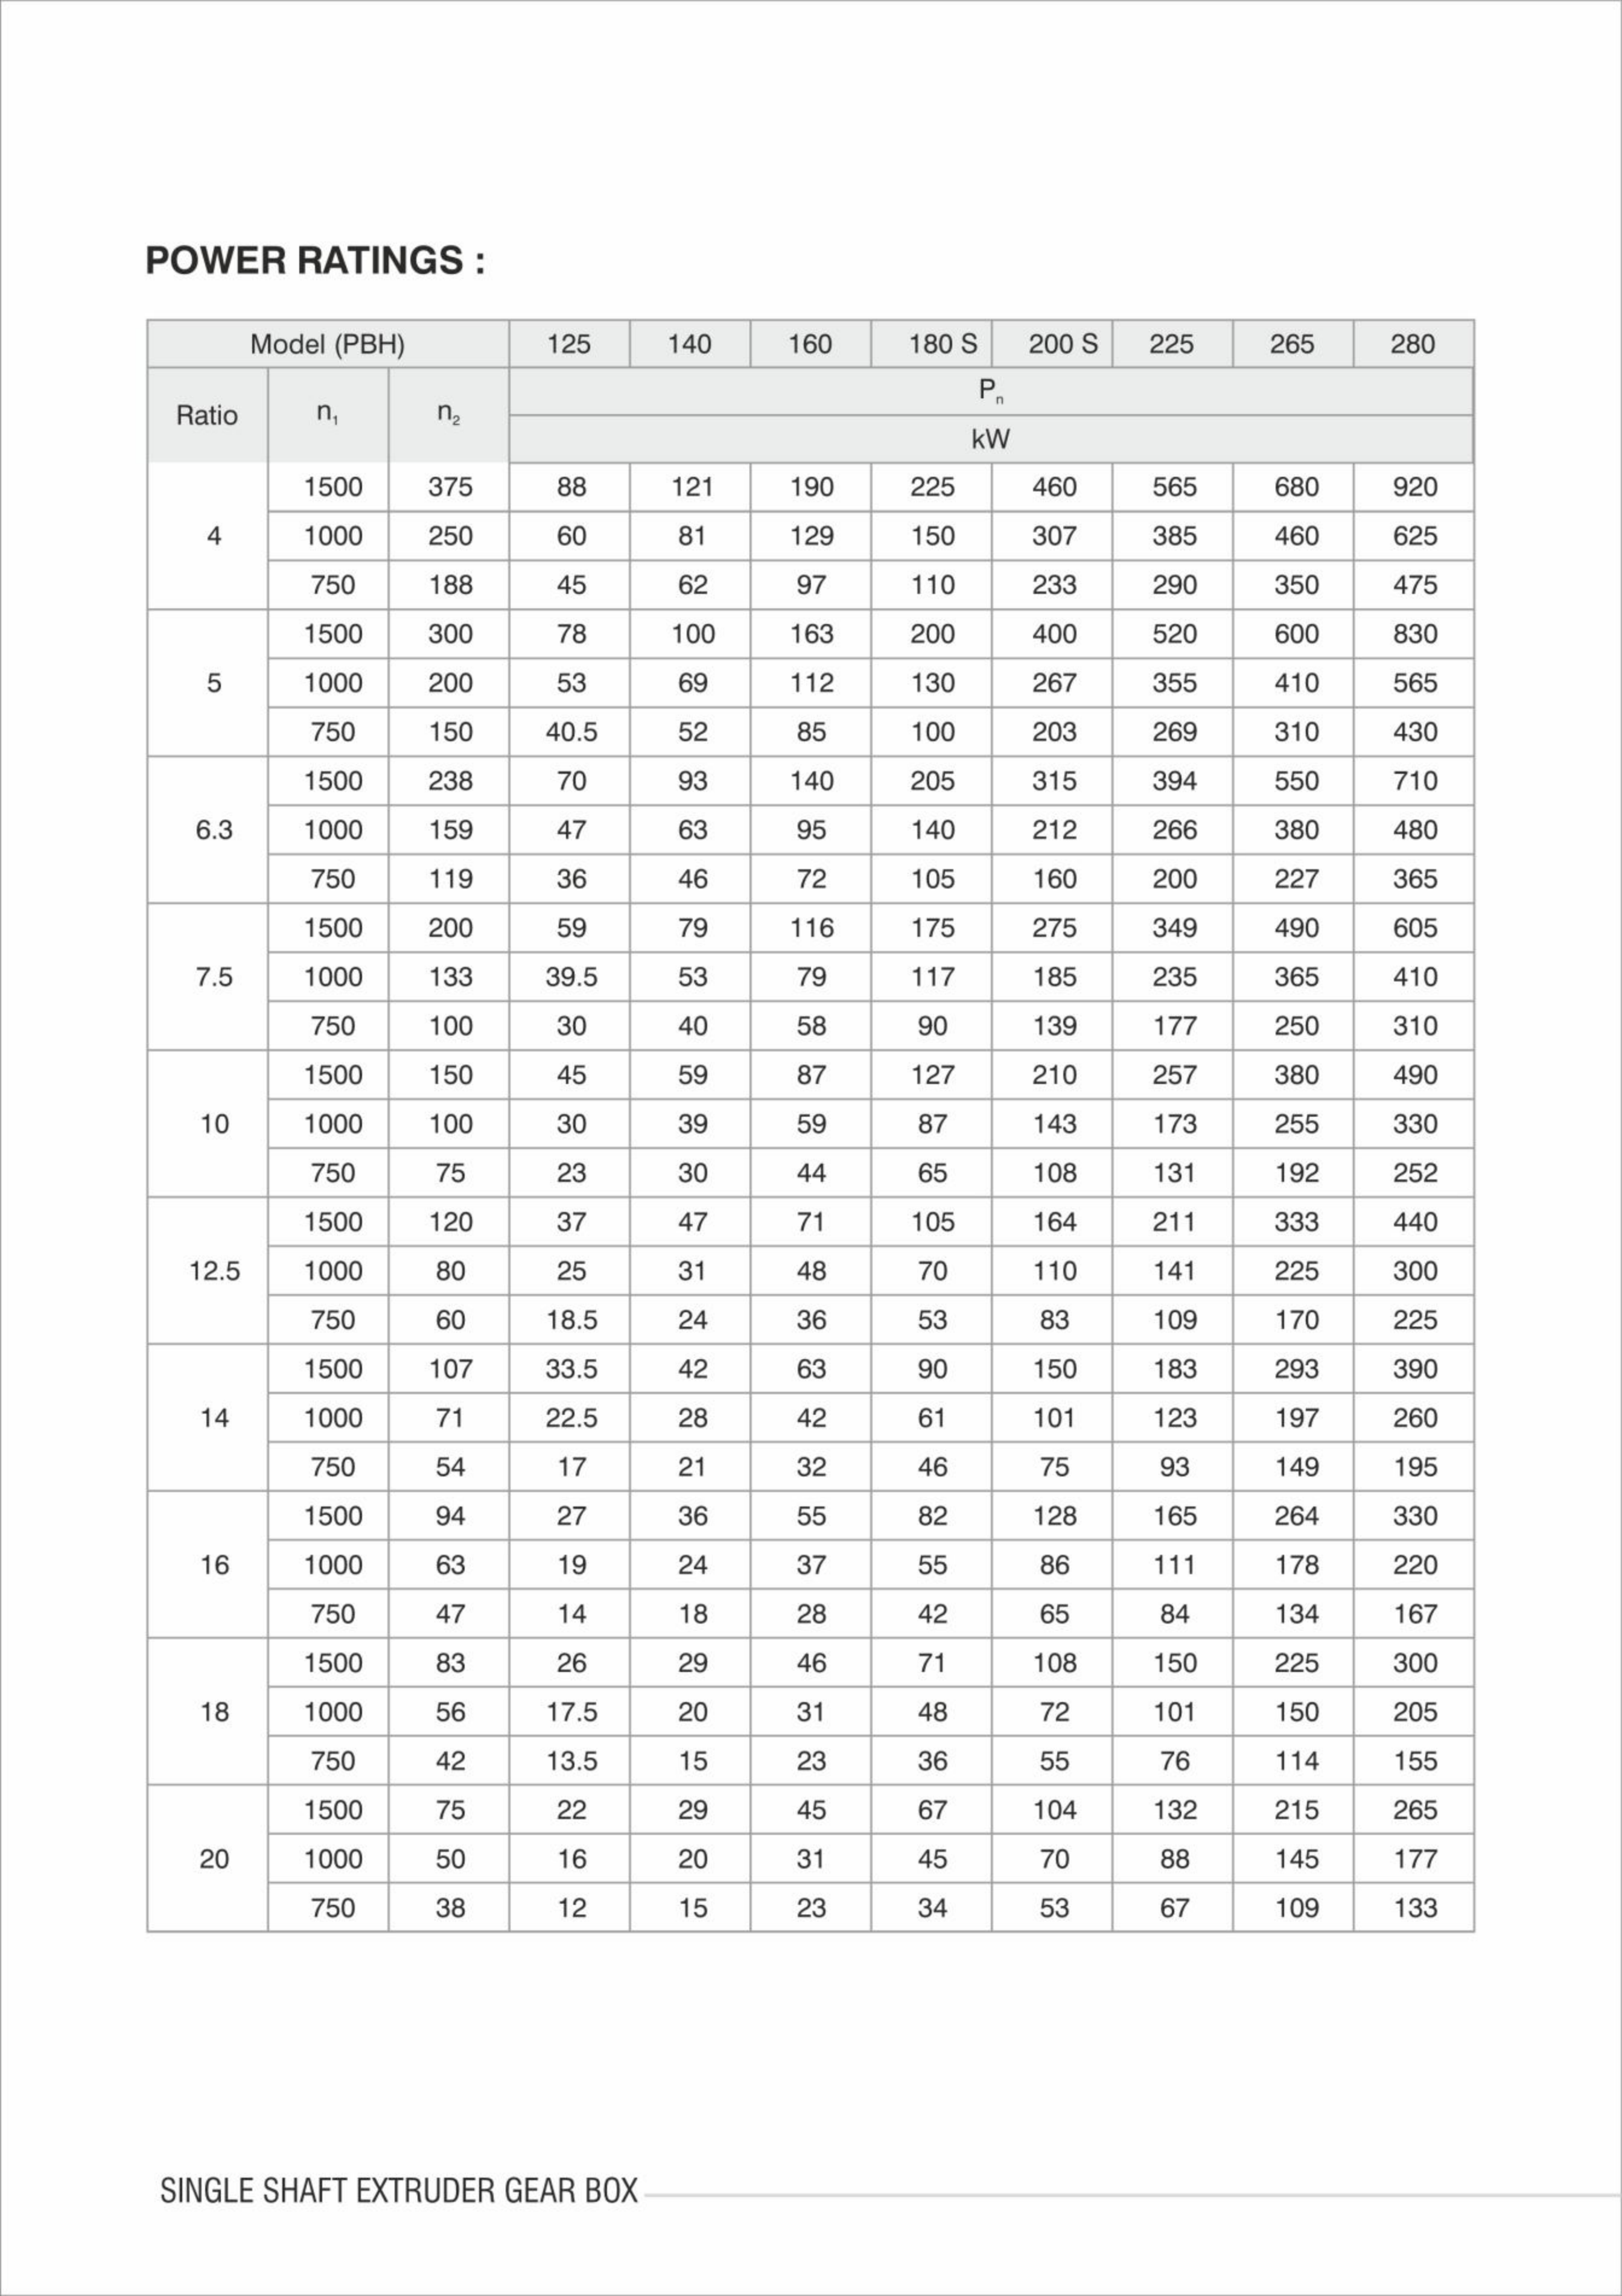 POWER RATINGS :
Model (PBH) 125 140 160 180 S 200 S 225 265 280
Ratio n₁ n₂ Pₙ
kW
1500 375 88 121 190 225 460 565 680 920
4 1000 250 60 81 129 150 307 385 460 625
750 188 45 62 97 110 233 290 350 475
1500 300 78 100 163 200 400 520 600 830
5 1000 200 53 69 112 130 267 355 410 565
750 150 40.5 52 85 100 203 269 310 430
1500 238 70 93 140 205 315 394 550 710
6.3 1000 159 47 63 95 140 212 266 380 480
750 119 36 46 72 105 160 200 227 365
1500 200 59 79 116 175 275 349 490 605
7.5 1000 133 39.5 53 79 117 185 235 365 410
750 100 30 40 58 90 139 177 250 310
1500 150 45 59 87 127 210 257 380 490
10 1000 100 30 39 59 87 143 173 255 330
750 75 23 30 44 65 108 131 192 252
1500 120 37 47 71 105 164 211 333 440
12.5 1000 80 25 31 48 70 110 141 225 300
750 60 18.5 24 36 53 83 109 170 225
1500 107 33.5 42 63 90 150 183 293 390
14 1000 71 22.5 28 42 61 101 123 197 260
750 54 17 21 32 46 75 93 149 195
1500 94 27 36 55 82 128 165 264 330
16 1000 63 19 24 37 55 86 111 178 220
750 47 14 18 28 42 65 84 134 167
1500 83 26 29 46 71 108 150 225 300
18 1000 56 17.5 20 31 48 72 101 150 205
750 42 13.5 15 23 36 55 76 114 155
1500 75 22 29 45 67 104 132 215 265
20 1000 50 16 20 31 45 70 88 145 177
750 38 12 15 23 34 53 67 109 133
SINGLE SHAFT EXTRUDER GEAR BOX